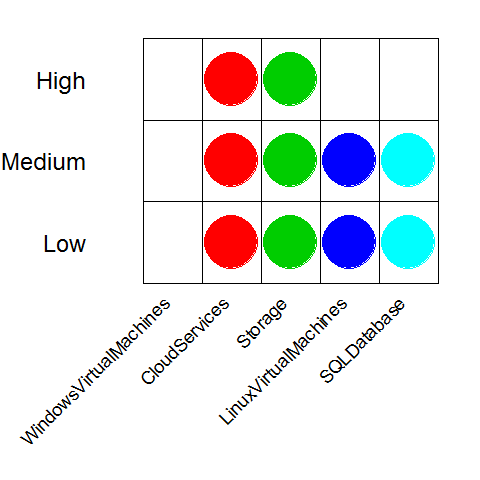 High
Medium
Low
WindowsVirtualMachines
CloudServices
Storage
LinuxVirtualMachines
SQLDatabase